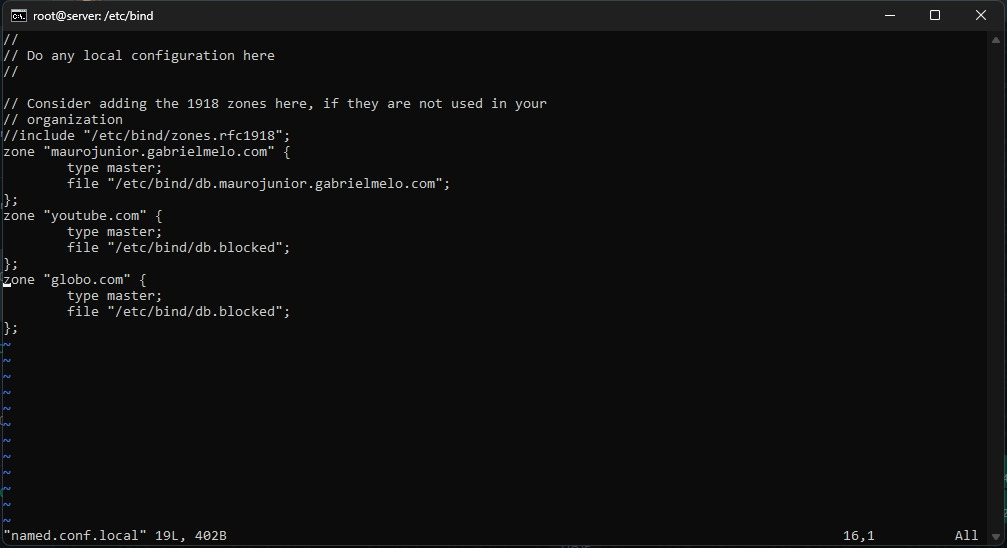 root@server: /etc/bind
//
// Do any local configuration here
//
// Consider adding the 1918 zones here, if they are not used in your
// organization
//include "/etc/bind/zones.rfc1918";
zone "maurojunior.gabrielmelo.com" {
        type master;
        file "/etc/bind/db.maurojunior.gabrielmelo.com";
};
zone "youtube.com" {
        type master;
        file "/etc/bind/db.blocked";
};
zone "globo.com" {
        type master;
        file "/etc/bind/db.blocked";
};
~
~
~
~
~
~
~
~
~
~
~
~
"named.conf.local" 19L, 402B 16,1 All